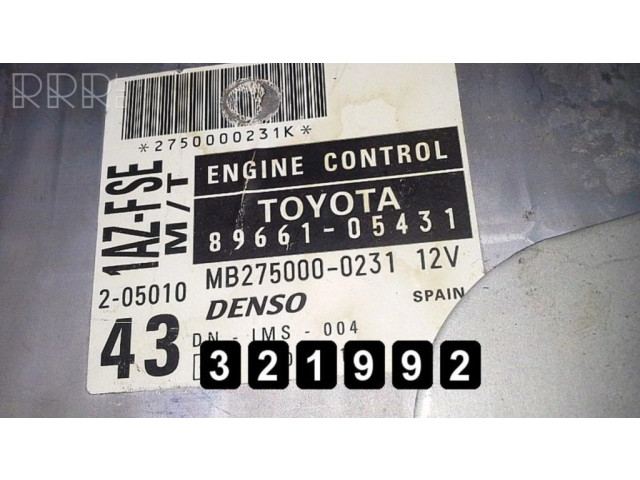 RRR
*2750000231K*
1AZ-FSE
M/T
ENGINE CONTROL
TOYOTA
89661-05431
2-05010
MB275000-0231 12V
DENSO
SPAIN
43
DN - IMS - 004
321992